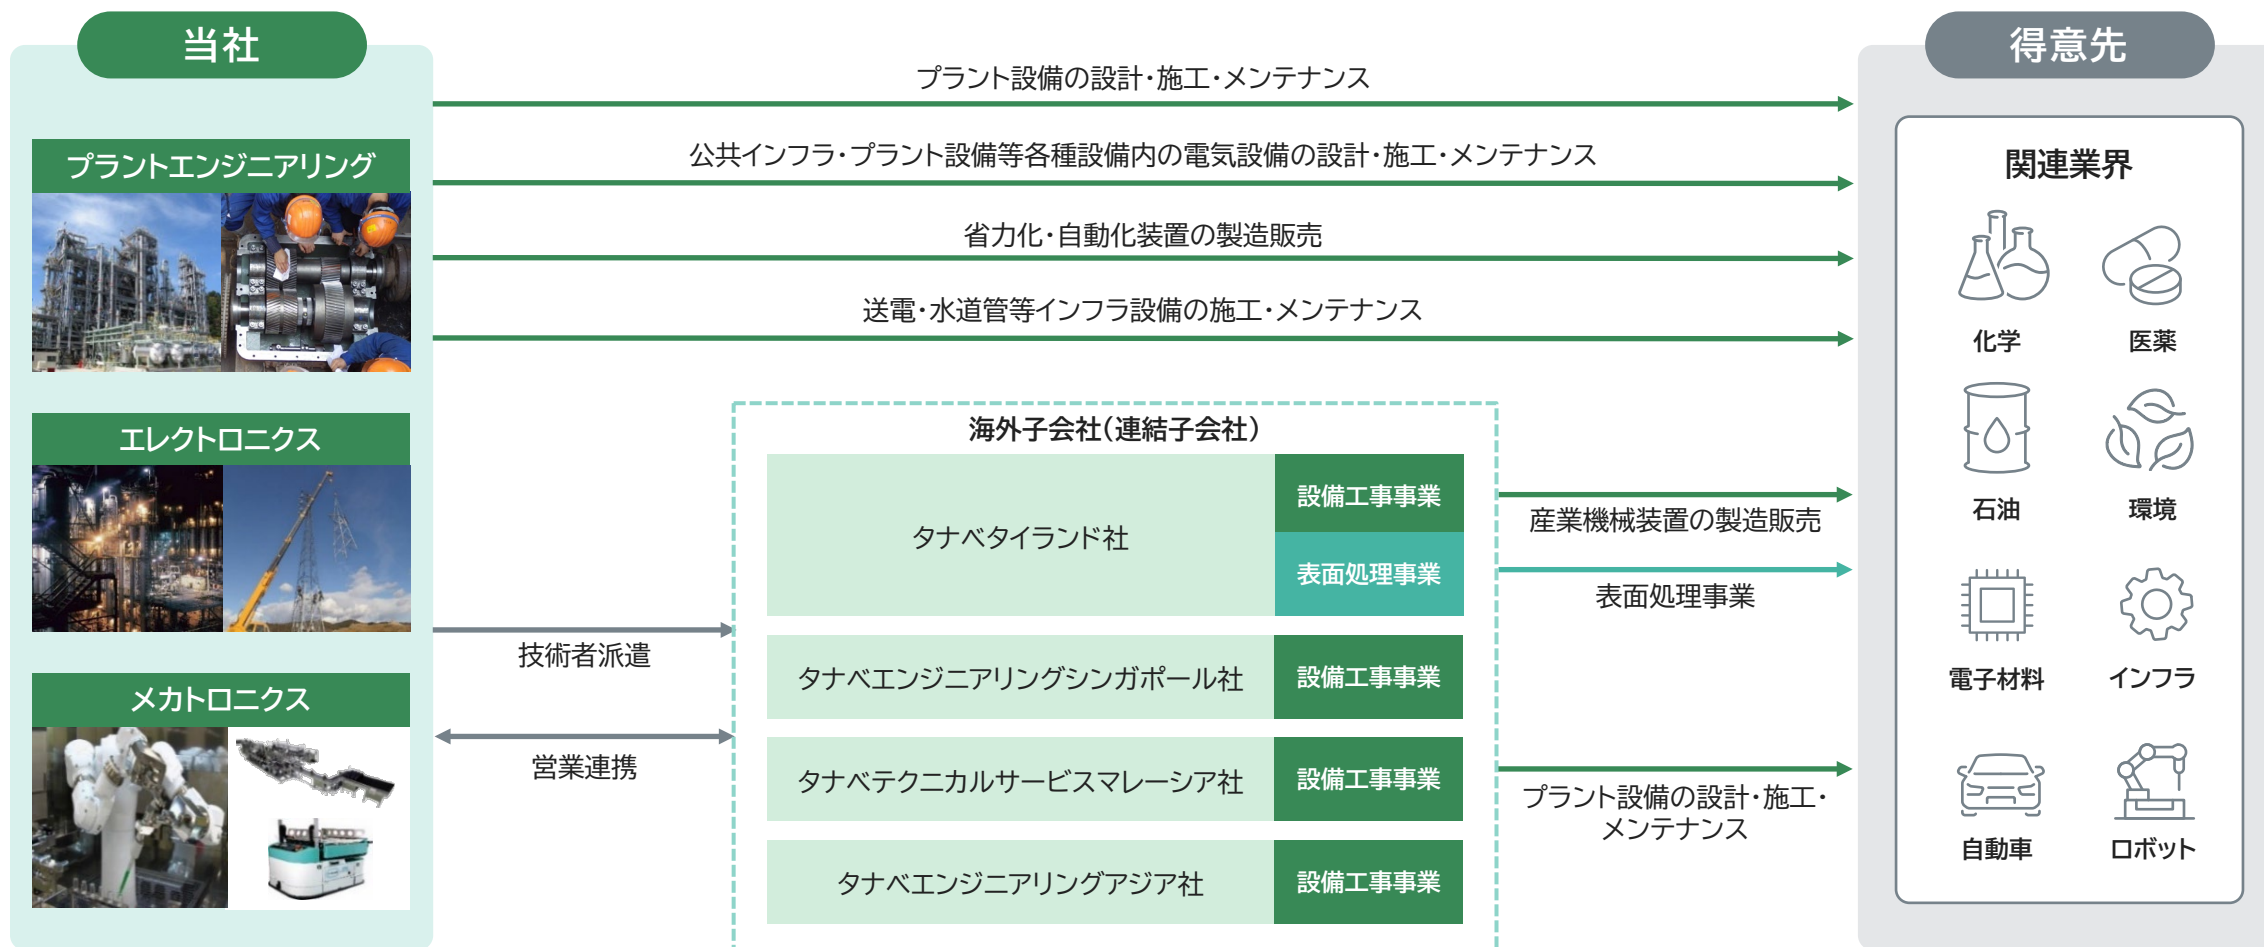 当社
プラントエンジニアリング
エレクトロニクス
メカトロニクス
プラント設備の設計・施工・メンテナンス
公共インフラ・プラント設備等各種設備内の電気設備の設計・施工・メンテナンス
省力化・自動化装置の製造販売
送電・水道管等インフラ設備の施工・メンテナンス
技術者派遣
営業連携
海外子会社(連結子会社)
タナベタイランド社
設備工事事業
表面処理事業
タナベエンジニアリングシンガポール社
設備工事事業
タナベテクニカルサービスマレーシア社
設備工事事業
タナベエンジニアリングアジア社
設備工事事業
産業機械装置の製造販売
表面処理事業
プラント設備の設計・施工・
メンテナンス
得意先
関連業界
化学
医薬
石油
環境
電子材料
インフラ
自動車
ロボット